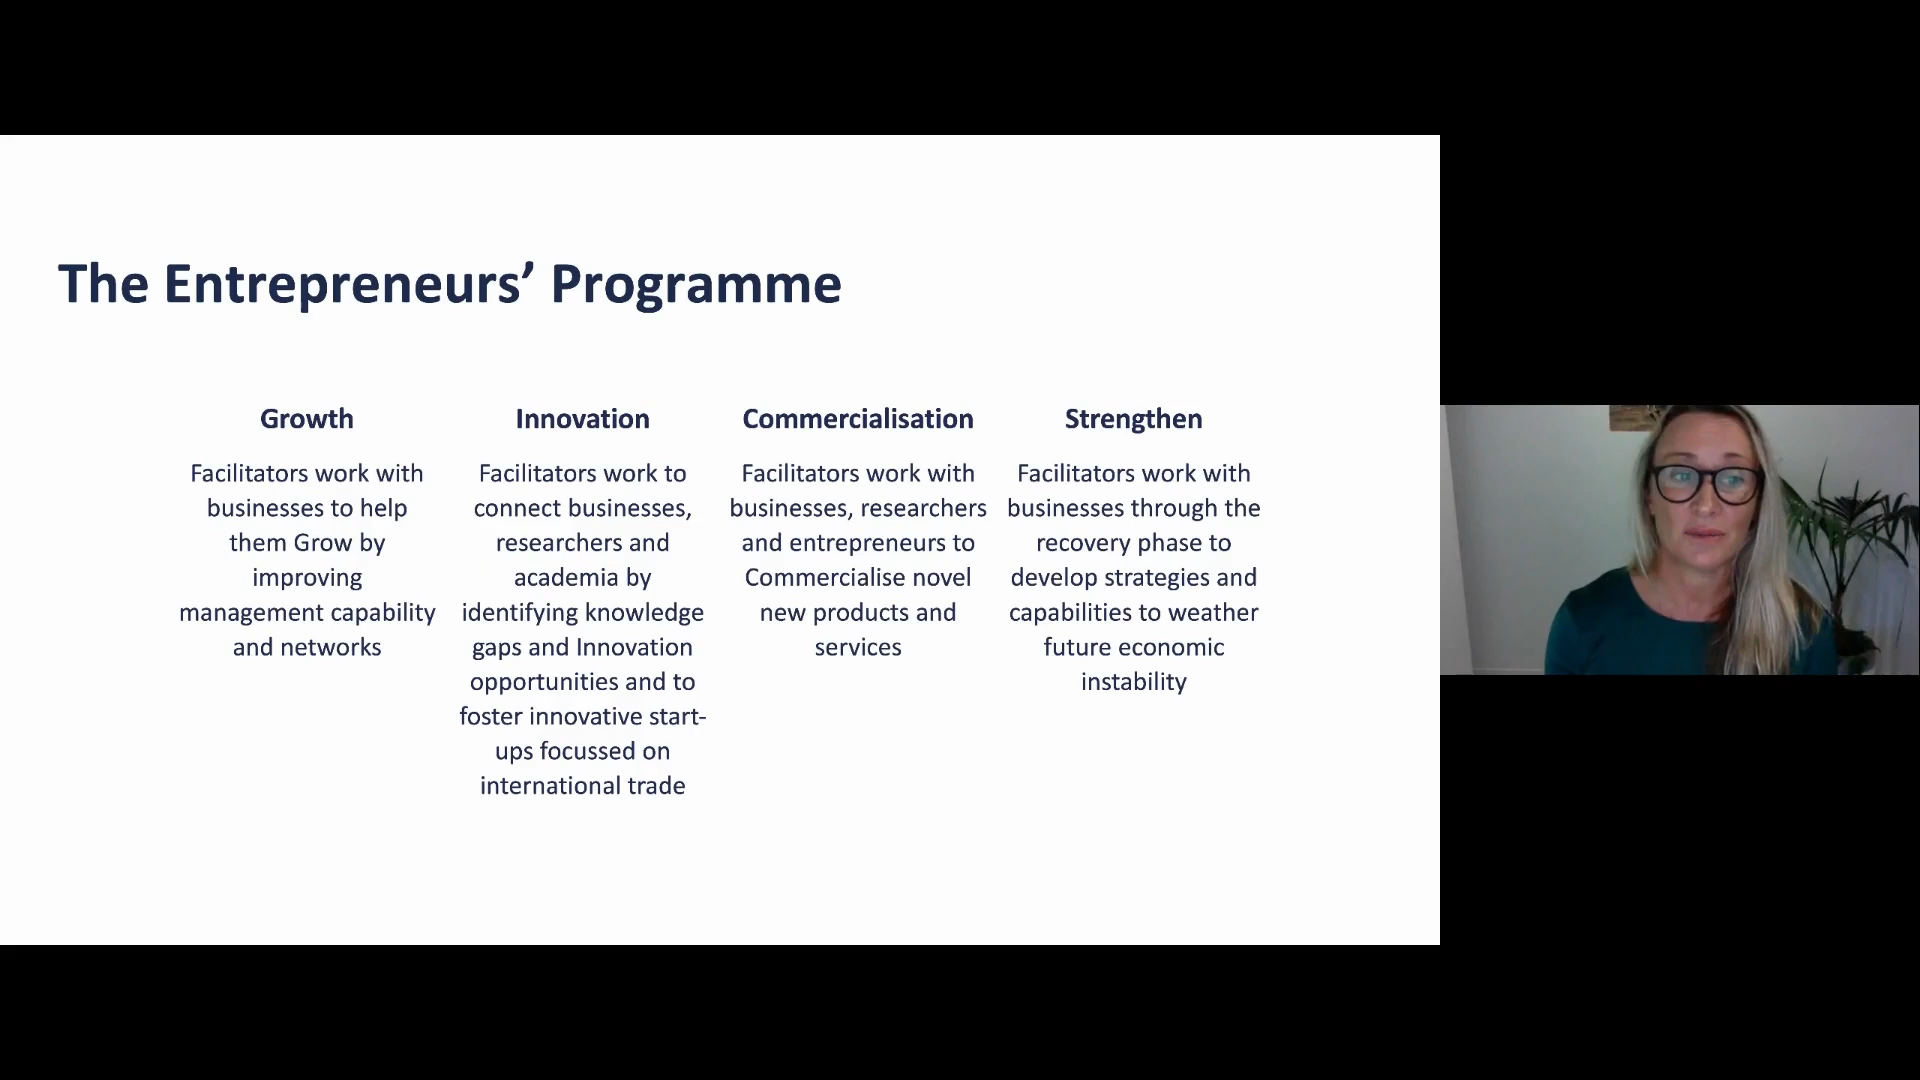 The Entrepreneurs’ Programme
Growth
Facilitators work with
businesses to help
them Grow by
improving
management capability
and networks
Innovation
Facilitators work to
connect businesses,
researchers and
academia by
identifying knowledge
gaps and Innovation
opportunities and to
foster innovative start-
ups focussed on
international trade
Commercialisation
Facilitators work with
businesses, researchers
and entrepreneurs to
Commercialise novel
new products and
services
Strengthen
Facilitators work with
businesses through the
recovery phase to
develop strategies and
capabilities to weather
future economic
instability